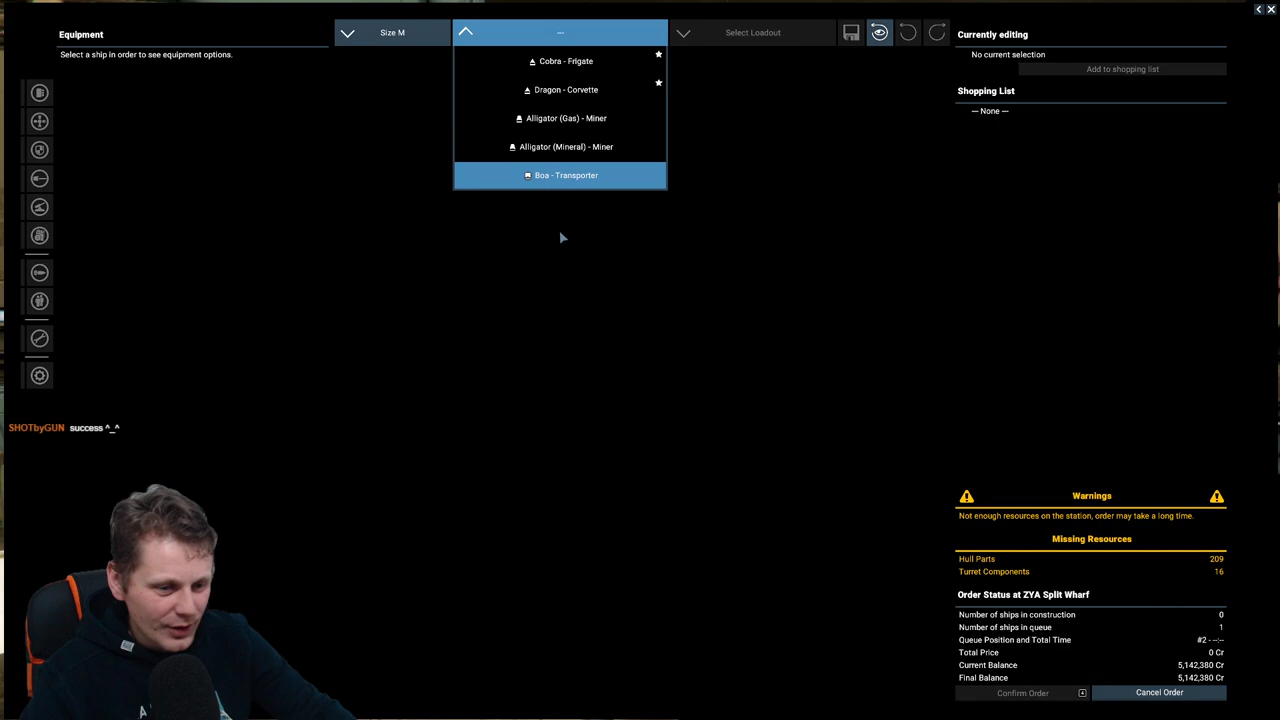 Equipment
Select a ship in order to see equipment options.
Size M
---
Select Loadout
Cobra - Frigate
Dragon - Corvette
Alligator (Gas) - Miner
Alligator (Mineral) - Miner
Boa - Transporter
Currently editing
No current selection
Add to shopping list
Shopping List
--- None ---
SHOTbyGUN success ^_^
Warnings
Not enough resources on the station, order may take a long time.
Missing Resources
Hull Parts 209
Turret Components 16
Order Status at ZYA Split Wharf
Number of ships in construction 0
Number of ships in queue 1
Queue Position and Total Time #2 - --:--
Total Price 0 Cr
Current Balance 5,142,380 Cr
Final Balance 5,142,380 Cr
Confirm Order
Cancel Order